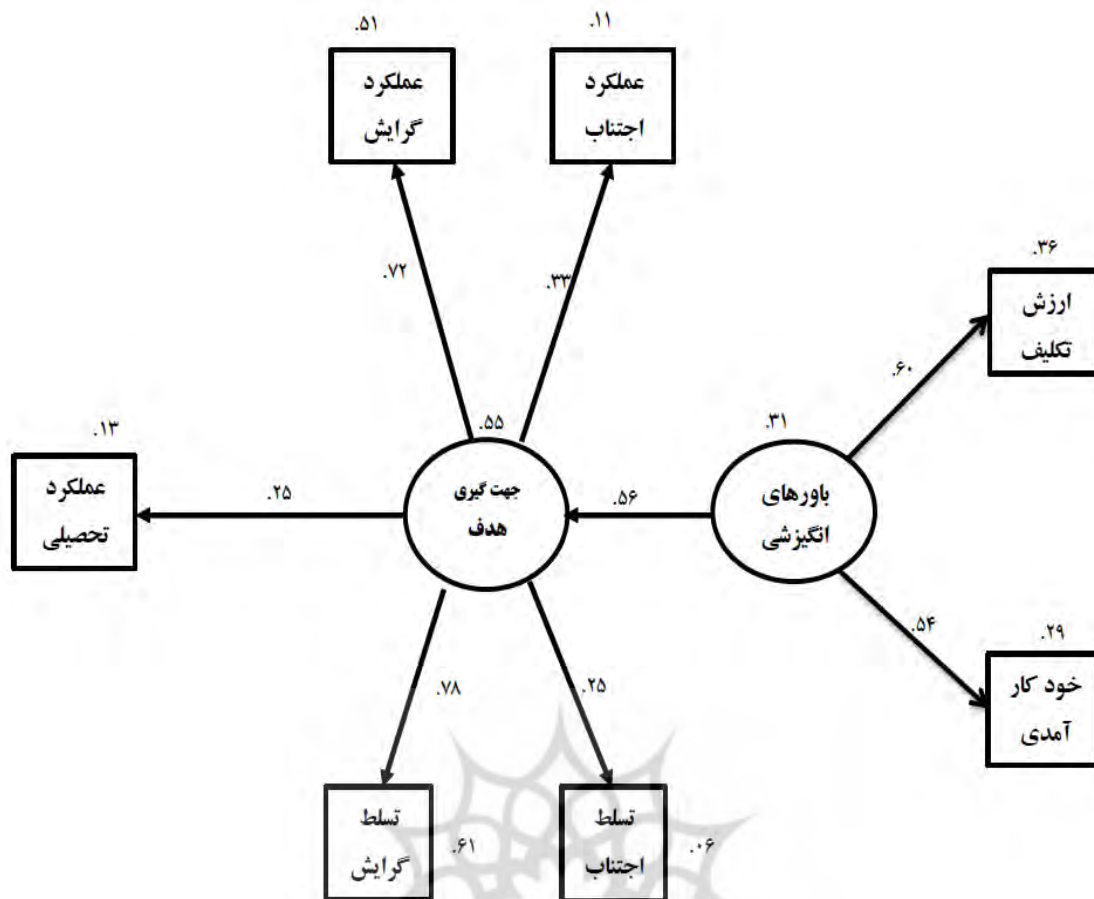 .۵۱
.۱۱
عملکرد
گرایش
عملکرد
اجتناب
.۷۲
.۳۳
.۳۶
ارزش
تکلیف
.۶۰
.۵۵
جهت گیری
هدف
.۳۱
باورهای
انگیزشی
.۵۶
.۱۳
عملکرد
تحصیلی
.۲۵
.۵۴
.۲۹
خود کار
آمدی
.۷۸
.۲۵
تسلط
گرایش
.۶۱
تسلط
اجتناب
.۰۶